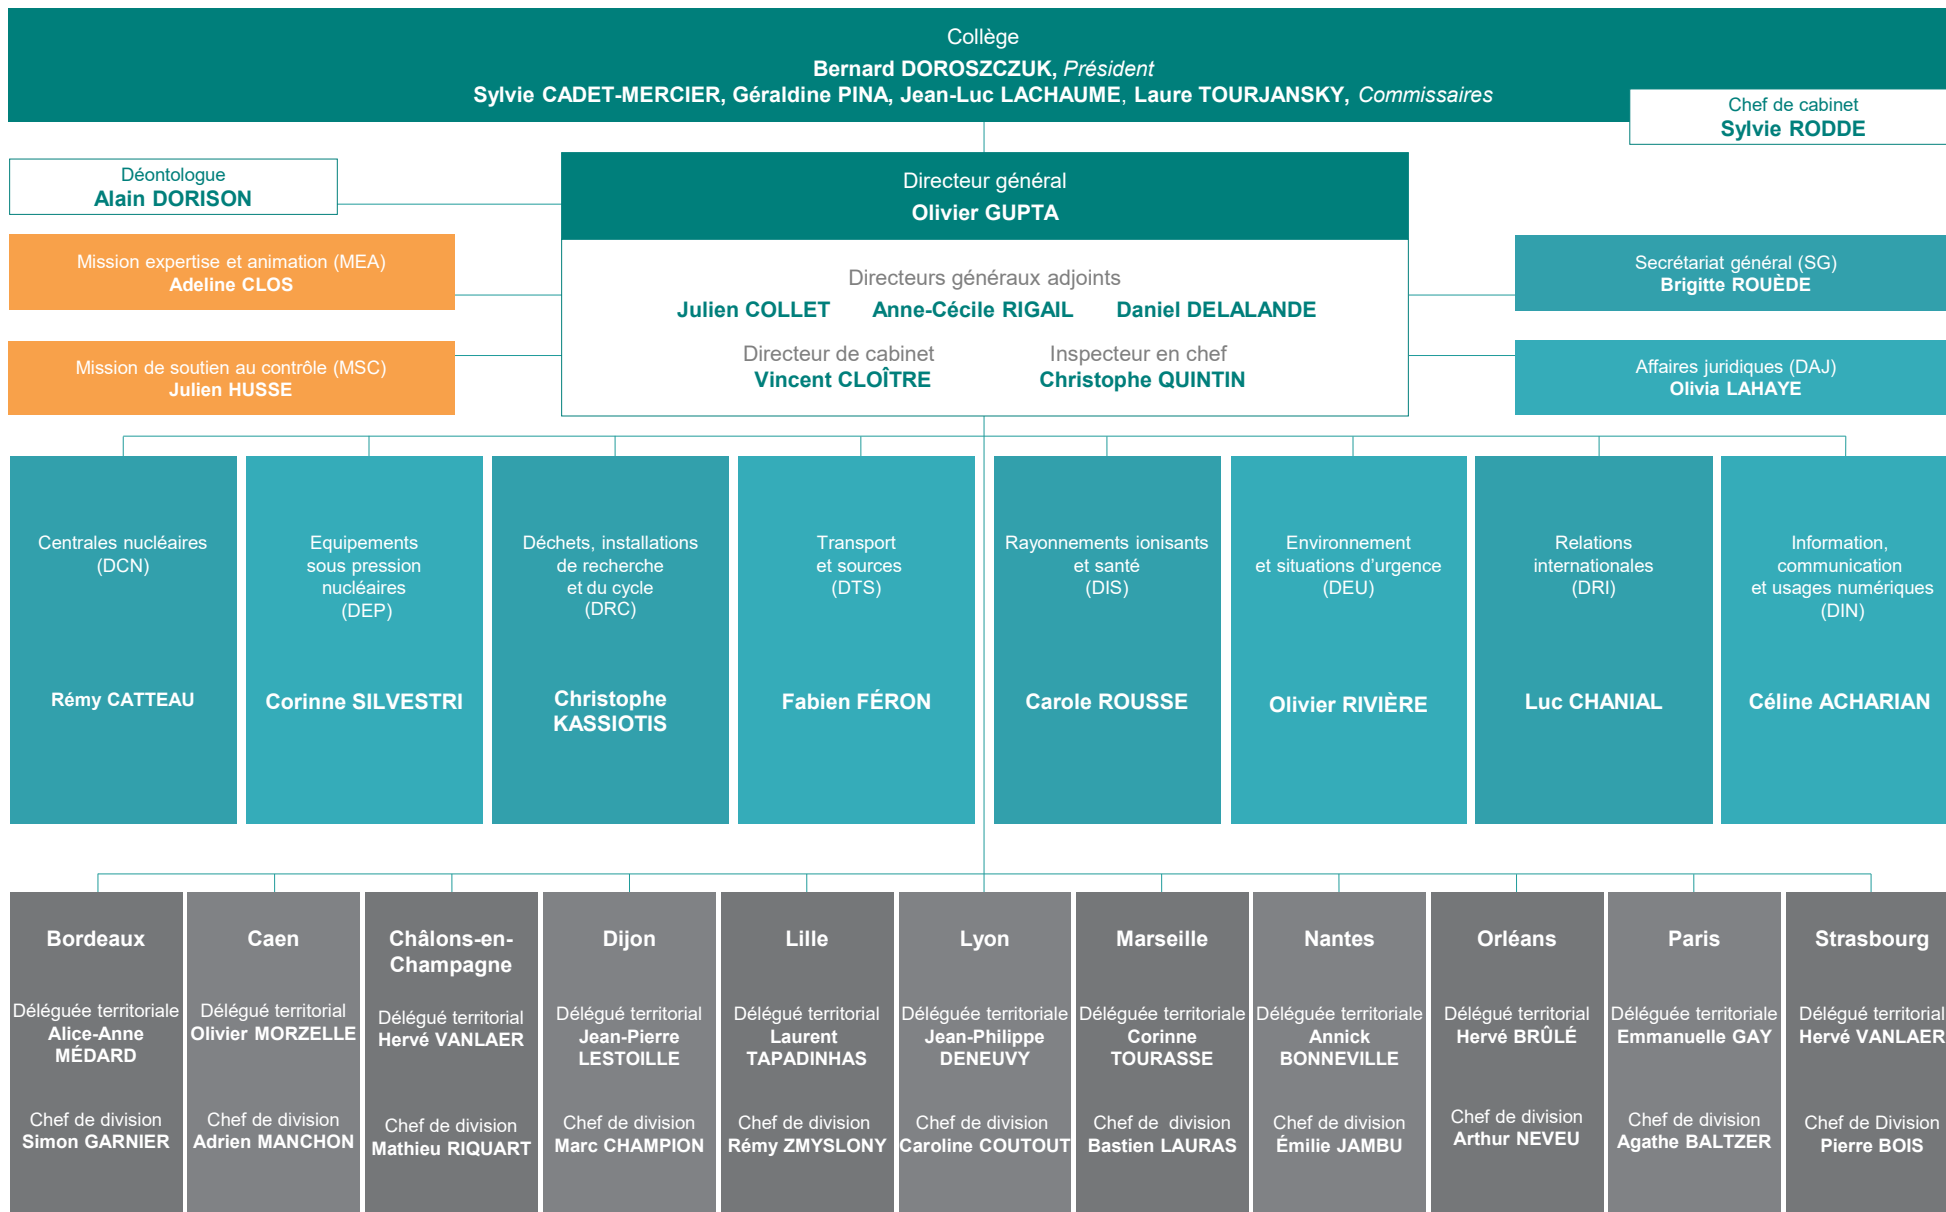 Collège
Bernard DOROSZCZUK, Président
Sylvie CADET-MERCIER, Géraldine PINA, Jean-Luc LACHAUME, Laure TOURJANSKY, Commissaires
Chef de cabinet
Sylvie RODDE
Déontologue
Alain DORISON
Directeur général
Olivier GUPTA
Mission expertise et animation (MEA)
Adeline CLOS
Mission de soutien au contrôle (MSC)
Julien HUSSE
Directeurs généraux adjoints
Julien COLLET Anne-Cécile RIGAIL Daniel DELALANDE
Directeur de cabinet
Vincent CLOÎTRE
Inspecteur en chef
Christophe QUINTIN
Secrétariat général (SG)
Brigitte ROUÈDE
Affaires juridiques (DAJ)
Olivia LAHAYE
Centrales nucléaires
(DCN)
Rémy CATTEAU
Equipements
sous pression
nucléaires
(DEP)
Corinne SILVESTRI
Déchets, installations
de recherche
et du cycle
(DRC)
Christophe
KASSIOTIS
Transport
et sources
(DTS)
Fabien FÉRON
Rayonnements ionisants
et santé
(DIS)
Carole ROUSSE
Environnement
et situations d'urgence
(DEU)
Olivier RIVIÈRE
Relations
internationales
(DRI)
Luc CHANIAL
Information,
communication
et usages numériques
(DIN)
Céline ACHARIAN
Bordeaux
Déléguée territoriale
Alice-Anne
MÉDARD
Chef de division
Simon GARNIER
Caen
Délégué territorial
Olivier MORZELLE
Chef de division
Adrien MANCHON
Châlons-en-
Champagne
Délégué territorial
Hervé VANLAER
Chef de division
Mathieu RIQUART
Dijon
Délégué territorial
Jean-Pierre
LESTOILLE
Chef de division
Marc CHAMPION
Lille
Délégué territorial
Laurent
TAPADINHAS
Chef de division
Rémy ZMYSLONY
Lyon
Déléguée territoriale
Jean-Philippe
DENEUVY
Chef de division
Caroline COUTOUT
Marseille
Déléguée territoriale
Corinne
TOURASSE
Chef de division
Bastien LAURAS
Nantes
Déléguée territoriale
Annick
BONNEVILLE
Chef de division
Émilie JAMBU
Orléans
Délégué territorial
Hervé BRÛLÉ
Chef de division
Arthur NEVEU
Paris
Déléguée territoriale
Emmanuelle GAY
Chef de division
Agathe BALTZER
Strasbourg
Délégué territorial
Hervé VANLAER
Chef de Division
Pierre BOIS